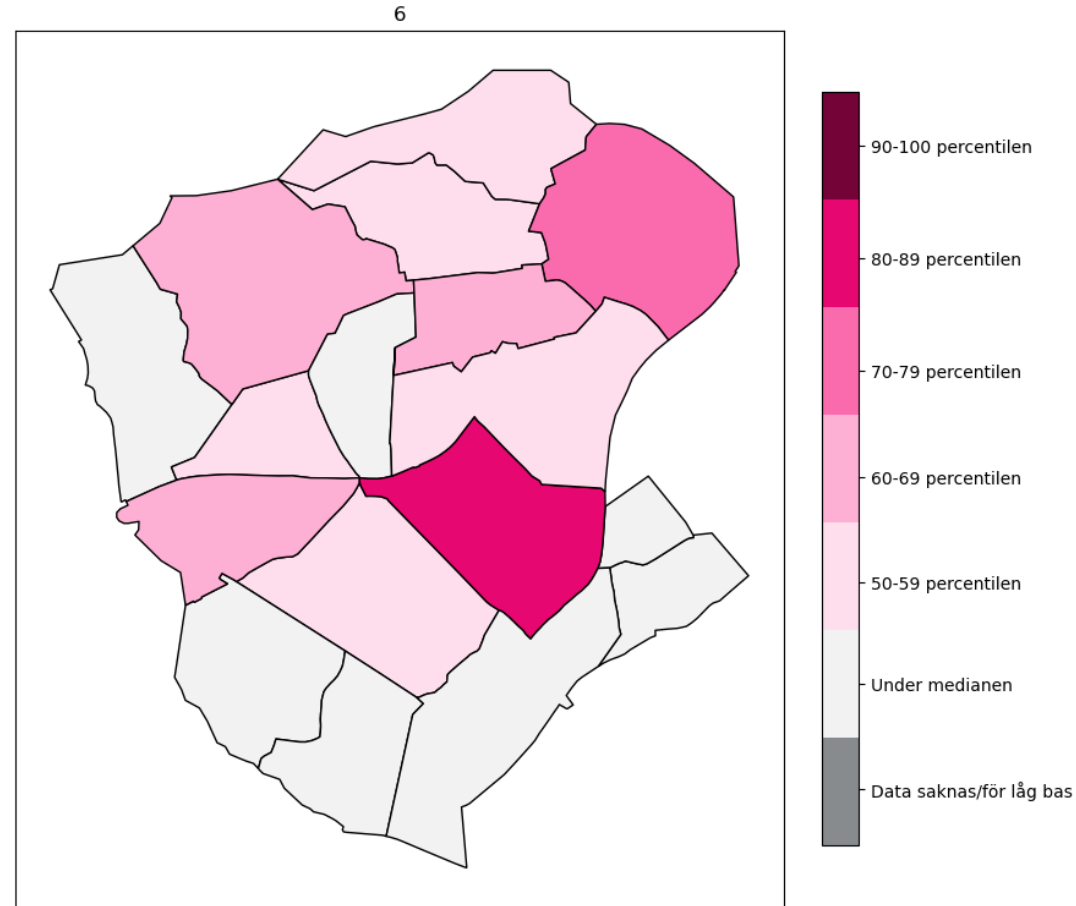 6
90-100 percentilen
80-89 percentilen
70-79 percentilen
60-69 percentilen
50-59 percentilen
Under medianen
Data saknas/för låg bas